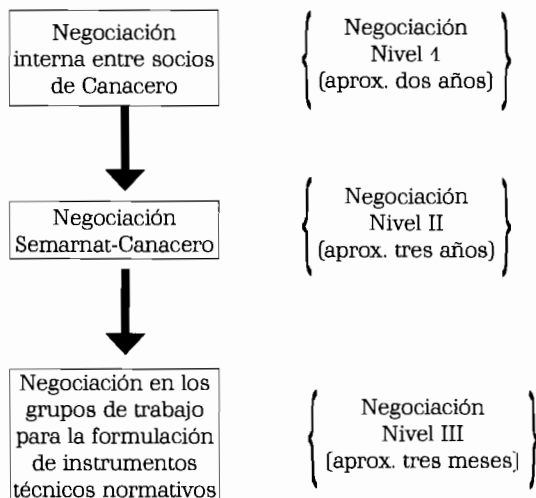 Negociación
interna entre socios
de Canacero
Negociación
Nivel 1
(aprox. dos años)
Negociación
Semarnat-Canacero
Negociación
Nivel II
(aprox. tres años)
Negociación en los
grupos de trabajo
para la formulación
de instrumentos
técnicos normativos
Negociación
Nivel III
(aprox. tres meses)